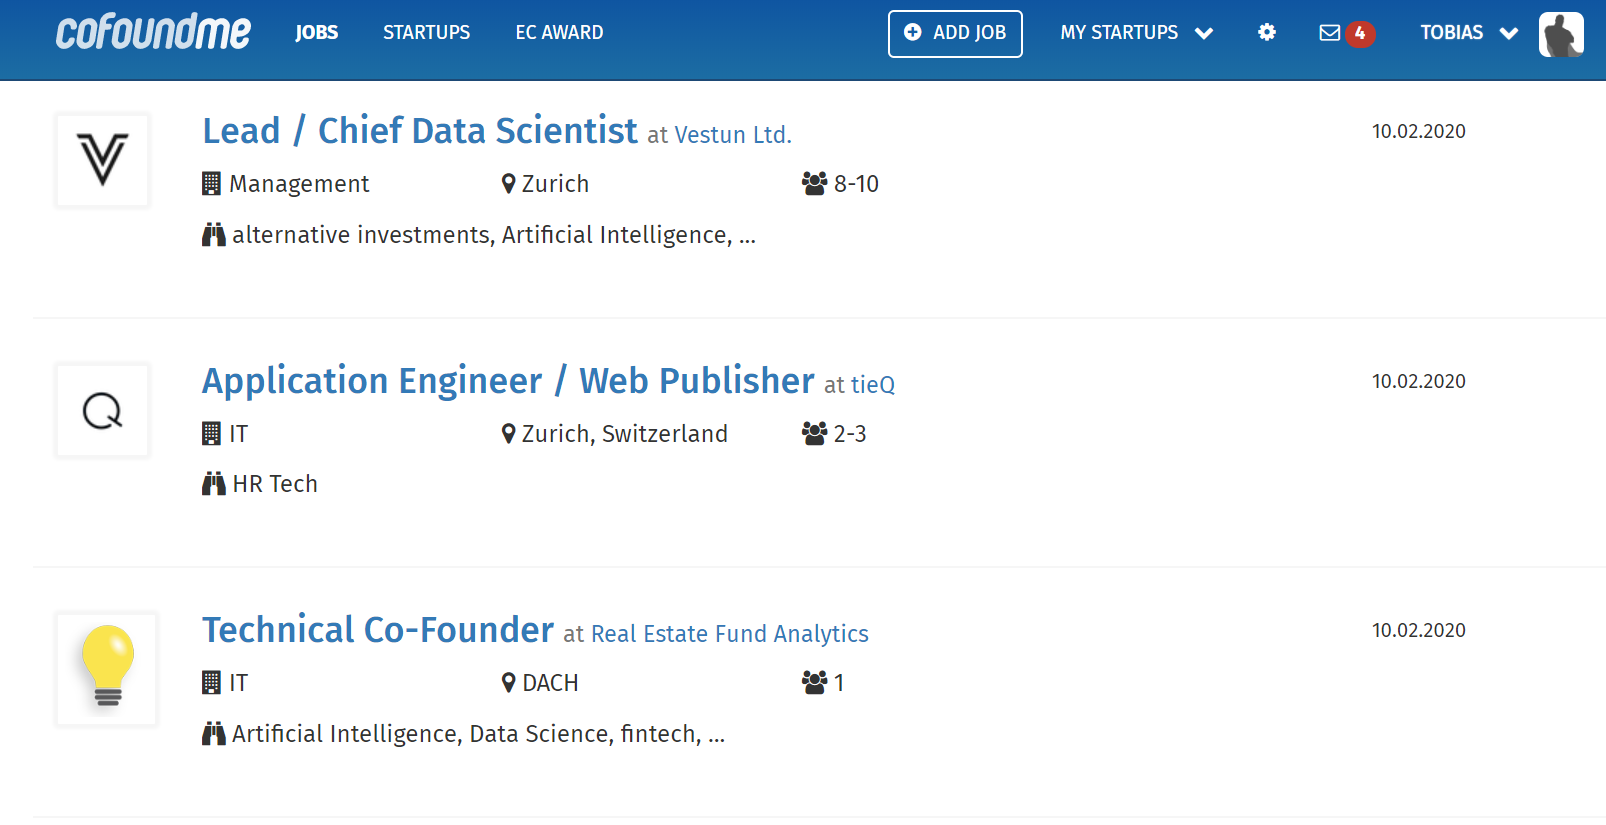 cofoundme JOBS STARTUPS EC AWARD ADD JOB MY STARTUPS 4 TOBIAS
Lead / Chief Data Scientist at Vestun Ltd. 10.02.2020
Management Zurich 8-10
alternative investments, Artificial Intelligence, ...
Application Engineer / Web Publisher at tieQ 10.02.2020
IT Zurich, Switzerland 2-3
HR Tech
Technical Co-Founder at Real Estate Fund Analytics 10.02.2020
IT DACH 1
Artificial Intelligence, Data Science, fintech, ...